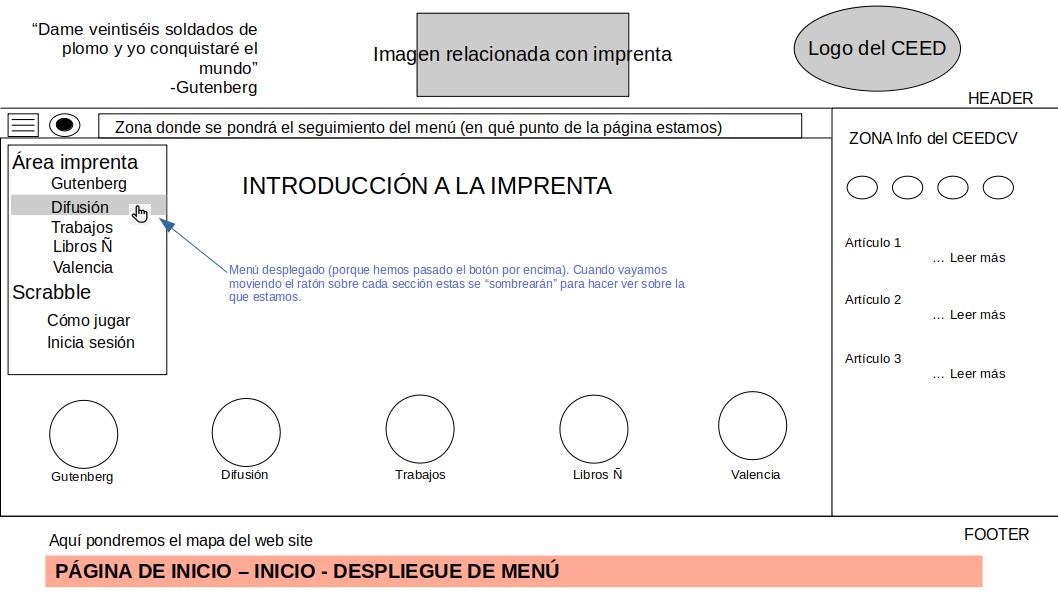 “Dame veintiséis soldados de
plomo y yo conquistaré el
mundo”
-Gutenberg
Imagen relacionada con imprenta
Logo del CEED
HEADER
Zona donde se pondrá el seguimiento del menú (en qué punto de la página estamos)
ZONA Info del CEEDCV
Área imprenta
Gutenberg
Difusión
Trabajos
Libros Ñ
Valencia
Scrabble
Cómo jugar
Inicia sesión
INTRODUCCIÓN A LA IMPRENTA
Menú desplegado (porque hemos pasado el botón por encima). Cuando vayamos
moviendo el ratón sobre cada sección estas se “sombrearán” para hacer ver sobre la
que estamos.
Artículo 1
... Leer más
Artículo 2
... Leer más
Artículo 3
... Leer más
Gutenberg
Difusión
Trabajos
Libros Ñ
Valencia
FOOTER
Aquí pondremos el mapa del web site
PÁGINA DE INICIO – INICIO - DESPLIEGUE DE MENÚ